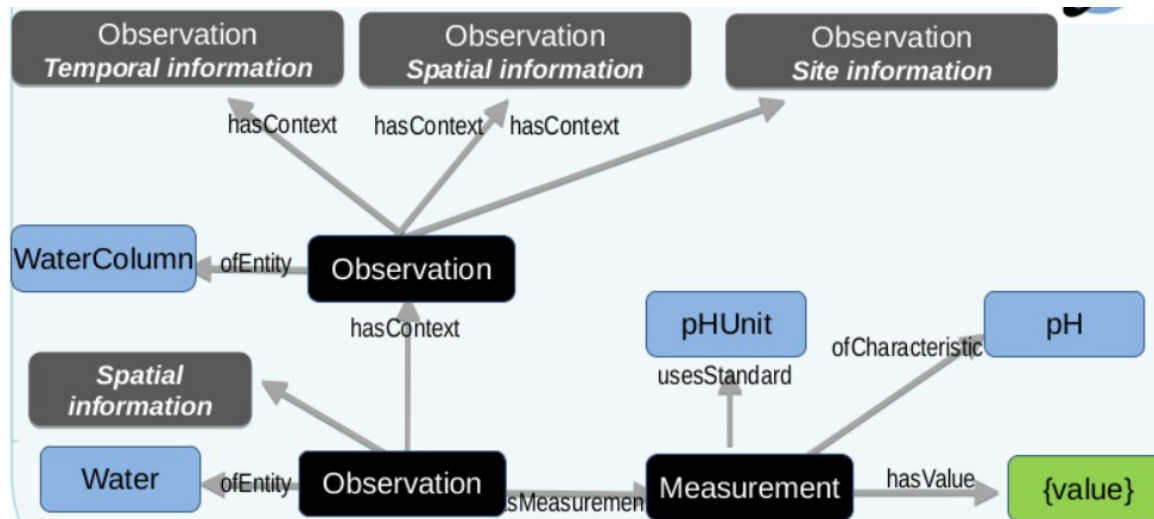 Observation
Temporal information
Observation
Spatial information
Observation
Site information
hasContext
hasContext
hasContext
WaterColumn
ofEntity
Observation
hasContext
pHUnit
pH
usesStandard
ofCharacteristic
Spatial
information
Water
ofEntity
Observation
sMeasuremen
Measurement
hasValue
{value}